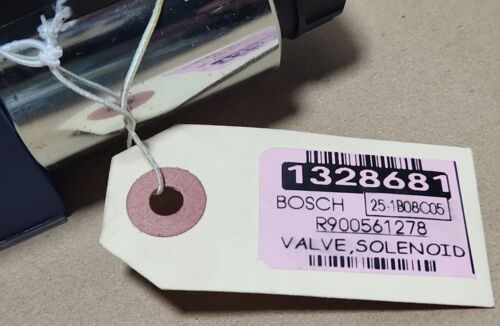 1328681
BOSCH 25-1B08C05
R900561278
VALVE,SOLENOID